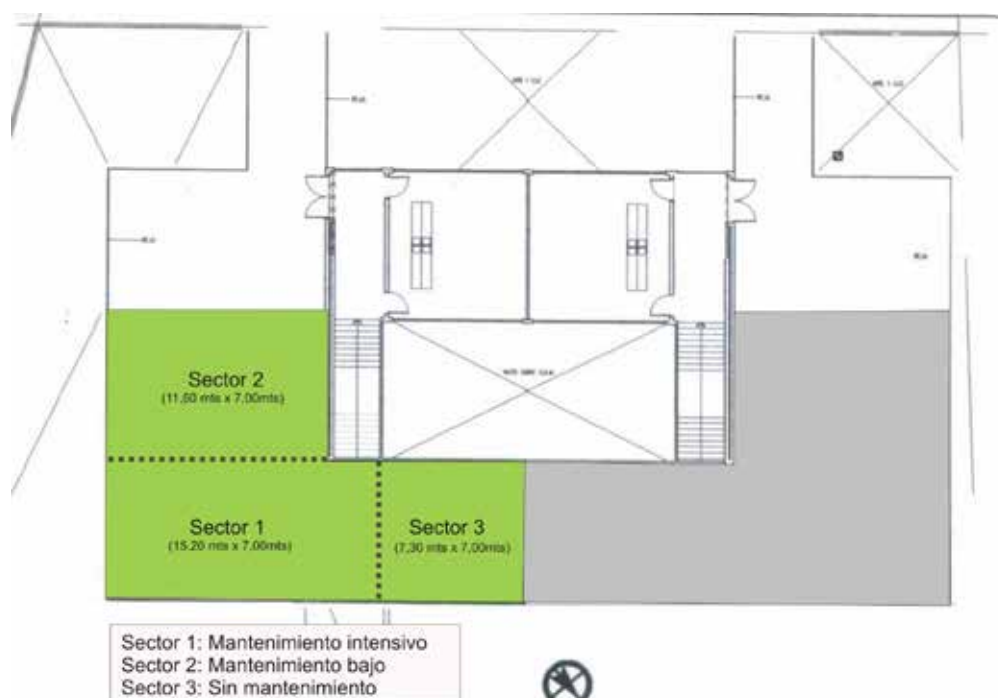 Sector 2
(11,50 mts x 7,00mts)
Sector 1
(15,20 mts x 7,00mts)
Sector 3
(7,30 mts x 7,00mts)
Sector 1: Mantenimiento intensivo
Sector 2: Mantenimiento bajo
Sector 3: Sin mantenimiento